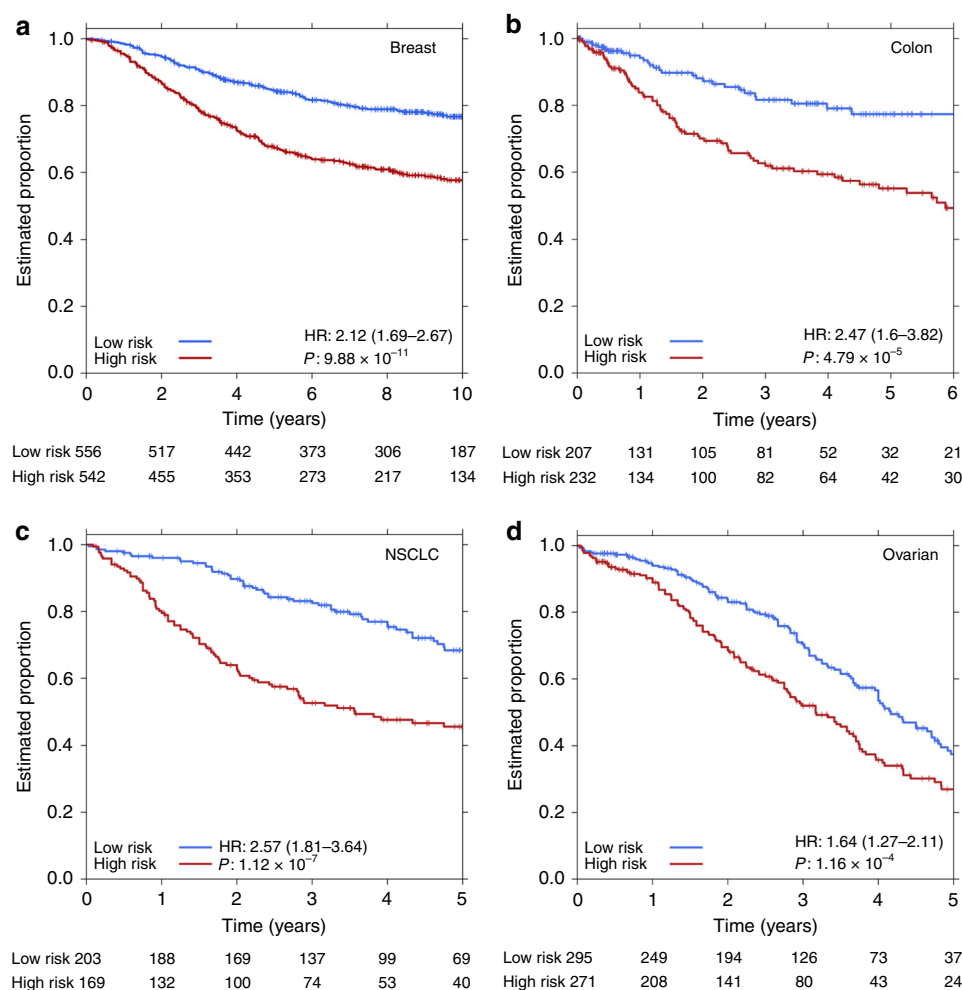 a
Estimated proportion
1.0
0.8
0.6
0.4
0.2
0.0
Breast
Low risk
High risk
HR: 2.12 (1.69–2.67)
P: 9.88 × 10⁻¹¹
0 2 4 6 8 10
Time (years)
Low risk 556 517 442 373 306 187
High risk 542 455 353 273 217 134
b
Estimated proportion
1.0
0.8
0.6
0.4
0.2
0.0
Colon
Low risk
High risk
HR: 2.47 (1.6–3.82)
P: 4.79 × 10⁻⁵
0 1 2 3 4 5 6
Time (years)
Low risk 207 131 105 81 52 32 21
High risk 232 134 100 82 64 42 30
c
Estimated proportion
1.0
0.8
0.6
0.4
0.2
0.0
NSCLC
Low risk HR: 2.57 (1.81–3.64)
High risk P: 1.12 × 10⁻⁷
0 1 2 3 4 5
Time (years)
Low risk 203 188 169 137 99 69
High risk 169 132 100 74 53 40
d
Estimated proportion
1.0
0.8
0.6
0.4
0.2
0.0
Ovarian
Low risk
High risk
HR: 1.64 (1.27–2.11)
P: 1.16 × 10⁻⁴
0 1 2 3 4 5
Time (years)
Low risk 295 249 194 126 73 37
High risk 271 208 141 80 43 24